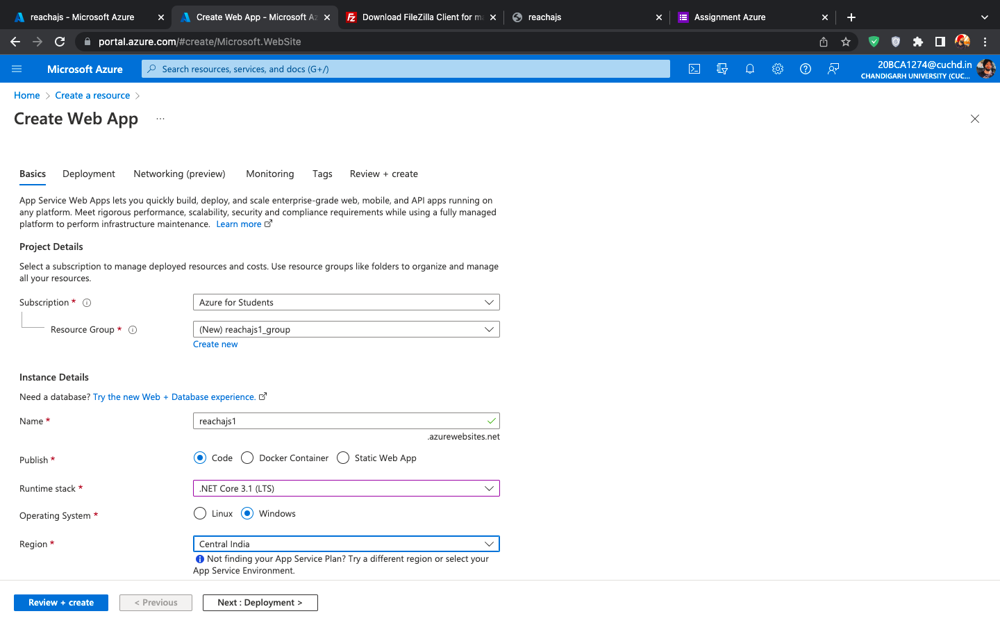 reachajs - Microsoft Azure
Create Web App - Microsoft Az
Download FileZilla Client for ma
reachajs
Assignment Azure
portal.azure.com/#create/Microsoft.WebSite
Microsoft Azure
Search resources, services, and docs (G+/)
20BCA1274@cuchd.in
CHANDIGARH UNIVERSITY (CUC...
Home > Create a resource >
Create Web App ...
Basics Deployment Networking (preview) Monitoring Tags Review + create
App Service Web Apps lets you quickly build, deploy, and scale enterprise-grade web, mobile, and API apps running on
any platform. Meet rigorous performance, scalability, security and compliance requirements while using a fully managed
platform to perform infrastructure maintenance. Learn more
Project Details
Select a subscription to manage deployed resources and costs. Use resource groups like folders to organize and manage
all your resources.
Subscription * Azure for Students
Resource Group * (New) reachajs1_group
Create new
Instance Details
Need a database? Try the new Web + Database experience.
Name * reachajs1
.azurewebsites.net
Publish * Code Docker Container Static Web App
Runtime stack * .NET Core 3.1 (LTS)
Operating System * Linux Windows
Region * Central India
Not finding your App Service Plan? Try a different region or select your
App Service Environment.
Review + create < Previous Next : Deployment >